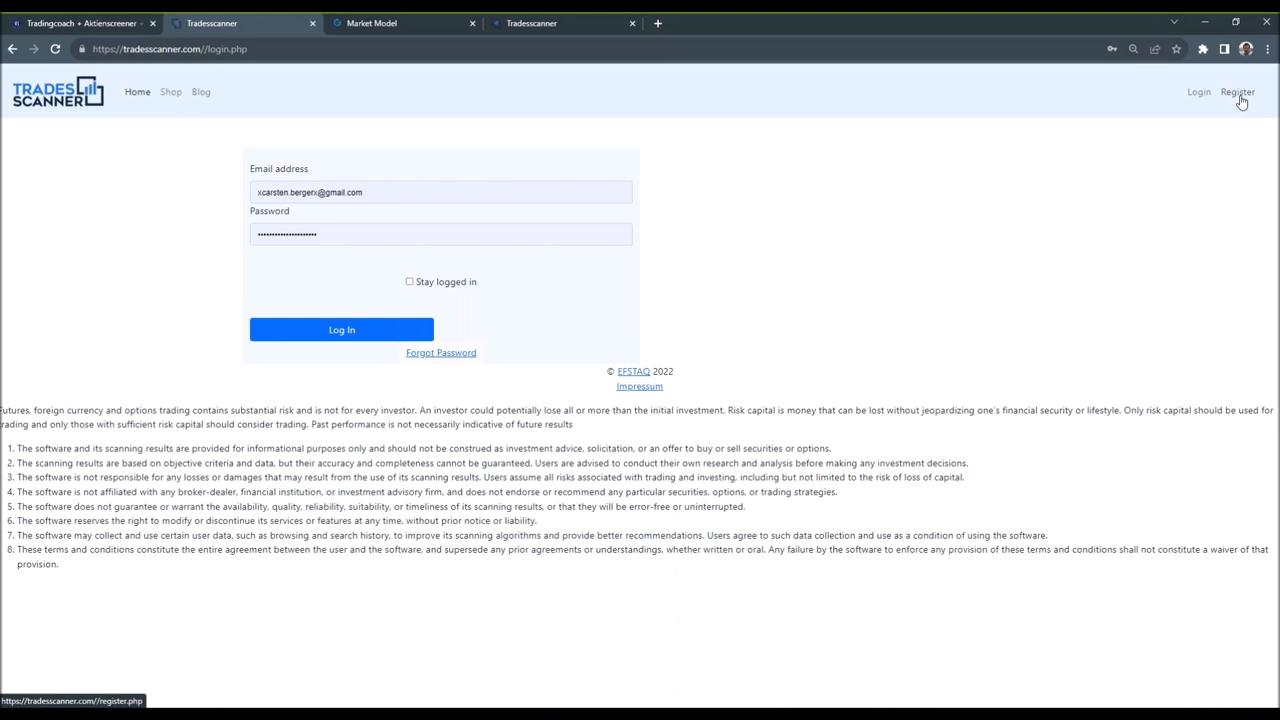 Tradingcoach + Aktienscreener
Tradesscanner
Market Model
Tradesscanner
https://tradesscanner.com//login.php
TRADES
SCANNER
Home
Shop
Blog
Login
Register
Email address
xcarsten.bergerx@gmail.com
Password
Stay logged in
Log In
Forgot Password
© EFSTAQ 2022
Impressum
Futures, foreign currency and options trading contains substantial risk and is not for every investor. An investor could potentially lose all or more than the initial investment. Risk capital is money that can be lost without jeopardizing one's financial security or lifestyle. Only risk capital should be used for
trading and only those with sufficient risk capital should consider trading. Past performance is not necessarily indicative of future results
1. The software and its scanning results are provided for informational purposes only and should not be construed as investment advice, solicitation, or an offer to buy or sell securities or options.
2. The scanning results are based on objective criteria and data, but their accuracy and completeness cannot be guaranteed. Users are advised to conduct their own research and analysis before making any investment decisions.
3. The software is not responsible for any losses or damages that may result from the use of its scanning results. Users assume all risks associated with trading and investing, including but not limited to the risk of loss of capital.
4. The software is not affiliated with any broker-dealer, financial institution, or investment advisory firm, and does not endorse or recommend any particular securities, options, or trading strategies.
5. The software does not guarantee or warrant the availability, quality, reliability, suitability, or timeliness of its scanning results, or that they will be error-free or uninterrupted.
6. The software reserves the right to modify or discontinue its services or features at any time, without prior notice or liability.
7. The software may collect and use certain user data, such as browsing and search history, to improve its scanning algorithms and provide better recommendations. Users agree to such data collection and use as a condition of using the software.
8. These terms and conditions constitute the entire agreement between the user and the software, and supersede any prior agreements or understandings, whether written or oral. Any failure by the software to enforce any provision of these terms and conditions shall not constitute a waiver of that
provision.
https://tradesscanner.com//register.php